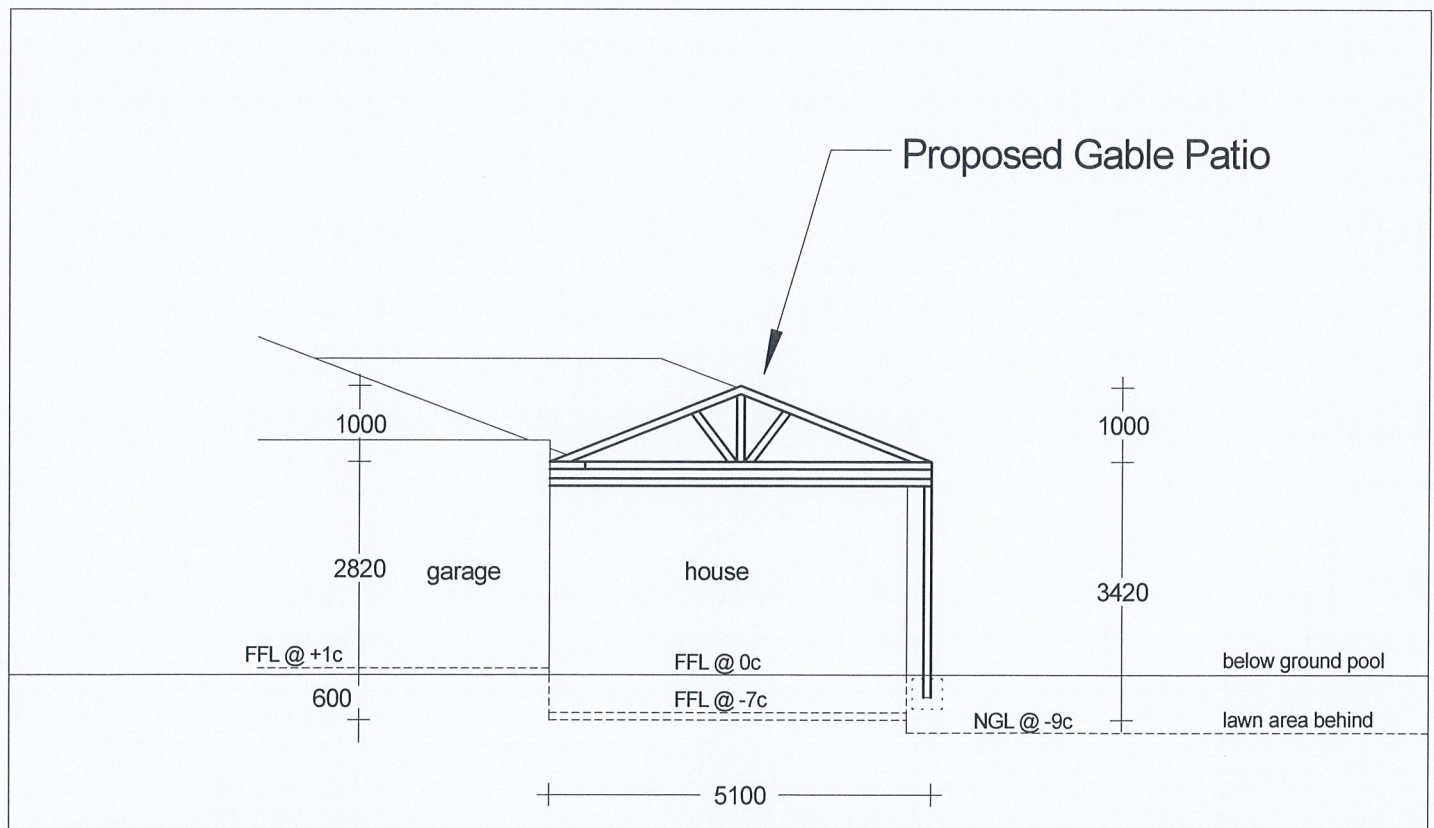 Proposed Gable Patio
1000
1000
2820
garage
house
3420
FFL @ +1c
FFL @ 0c
below ground pool
600
FFL @ -7c
NGL @ -9c
lawn area behind
5100